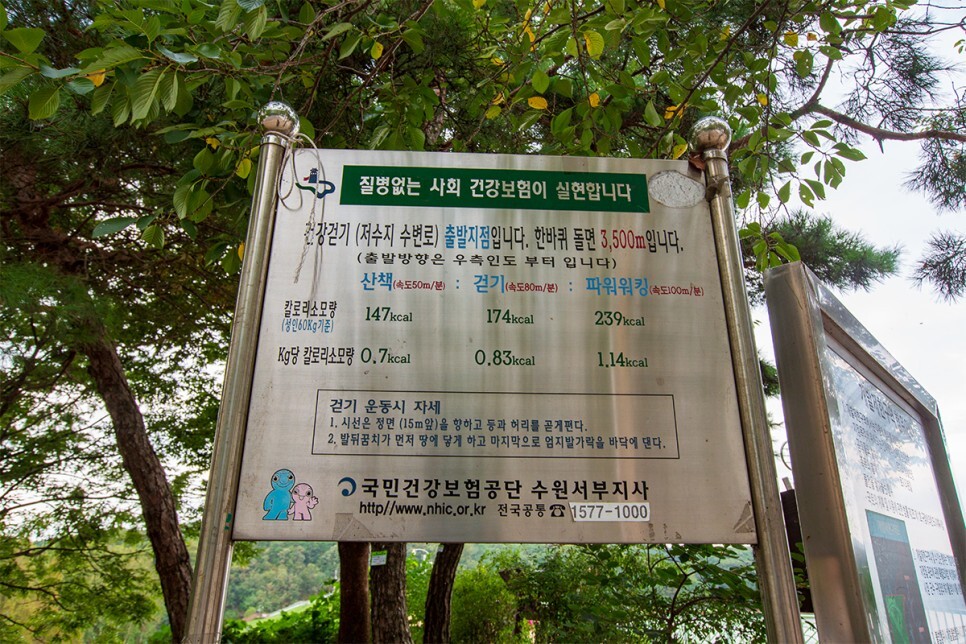 질병없는 사회 건강보험이 실현합니다
건강걷기 (저수지 수변로) 출발지점입니다. 한바퀴 돌면 3,500m입니다.
(출발방향은 우측인도 부터 입니다)
산책(속도50m/분) : 걷기(속도80m/분) : 파워워킹(속도100m/분)
칼로리소모량 147kcal 174kcal 239kcal
(성인60Kg기준)
Kg당 칼로리소모량 0.7kcal 0.83kcal 1.14kcal
걷기 운동시 자세
1. 시선은 정면 (15m앞)을 향하고 등과 허리를 곧게편다.
2. 발뒤꿈치가 먼저 땅에 닿게 하고 마지막으로 엄지발가락을 바닥에 댄다.
국민건강보험공단 수원서부지사
http//www.nhic.or.kr 전국공통☎1577-1000